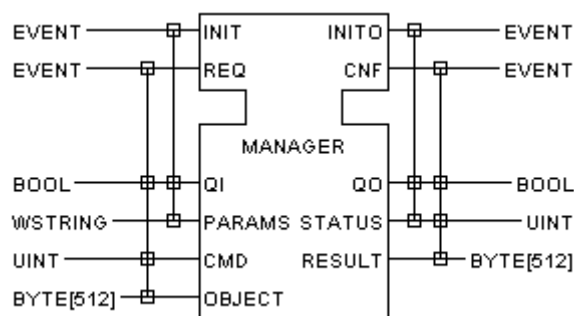 EVENT INIT INITO EVENT
EVENT REQ CNF EVENT
MANAGER
BOOL QI QO BOOL
WSTRING PARAMS STATUS UINT
UINT CMD RESULT BYTE[512]
BYTE[512] OBJECT